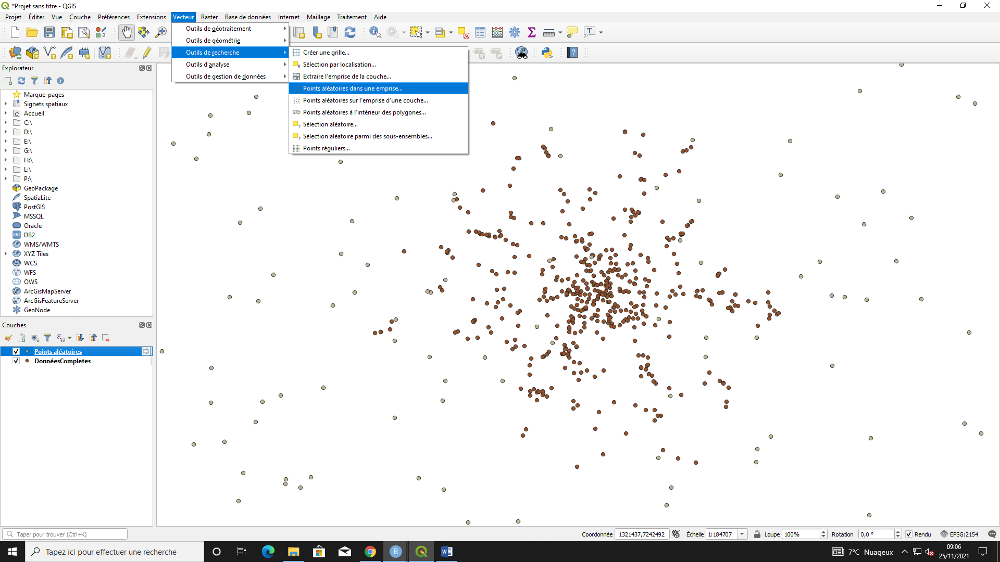 *Projet sans titre - QGIS
Projet Éditer Vue Couche Préférences Extensions Vecteur Raster Base de données Internet Maillage Traitement Aide
Outils de géotraitement
Outils de géométrie
Outils de recherche
Outils d'analyse
Outils de gestion de données
Créer une grille...
Sélection par localisation...
Extraire l'emprise de la couche...
Points aléatoires dans une emprise...
Points aléatoires sur l'emprise d'une couche...
Points aléatoires à l'intérieur des polygones...
Sélection aléatoire...
Sélection aléatoire parmi des sous-ensembles...
Points réguliers...
Explorateur
Marque-pages
Signets spatiaux
Accueil
C:\
D:\
E:\
G:\
H:\
L:\
P:\
GeoPackage
SpatiaLite
PostGIS
MSSQL
Oracle
DB2 DB2
WMS/WMTS
XYZ Tiles
WCS
WFS
OWS
ArcGisMapServer
ArcGisFeatureServer
GeoNode
Couches
Points aléatoires
DonnéesCompletes
Taper pour trouver (Ctrl+K)
Coordonnée 1321437,7242492 Échelle 1:184707 Loupe 100% Rotation 0,0 ° Rendu EPSG:2154
Tapez ici pour effectuer une recherche
7°C Nuageux
09:06
25/11/2021